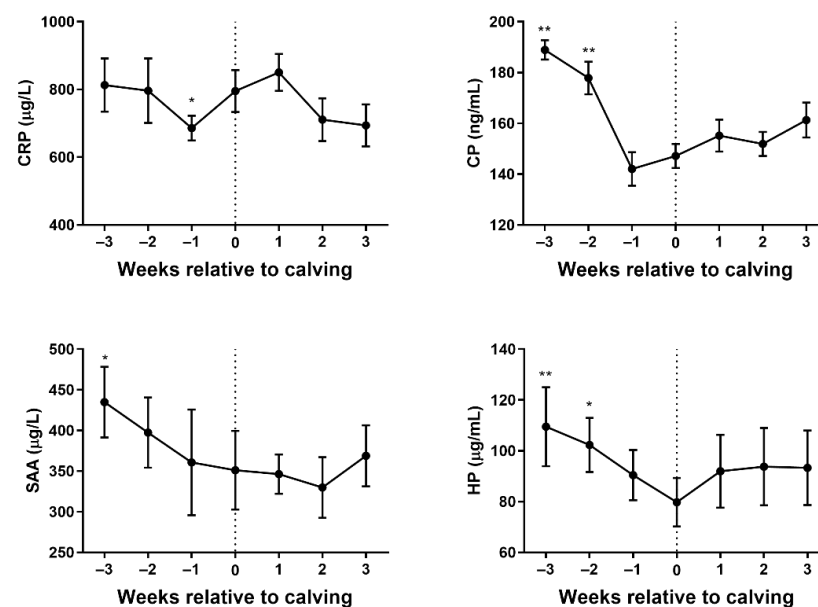 1000
800
600
400
CRP (μg/L)
*
–3 –2 –1 0 1 2 3
Weeks relative to calving
200
180
160
140
120
CP (ng/mL)
**
**
–3 –2 –1 0 1 2 3
Weeks relative to calving
500
450
400
350
300
250
SAA (μg/L)
*
–3 –2 –1 0 1 2 3
Weeks relative to calving
140
120
100
80
60
HP (μg/mL)
**
*
–3 –2 –1 0 1 2 3
Weeks relative to calving